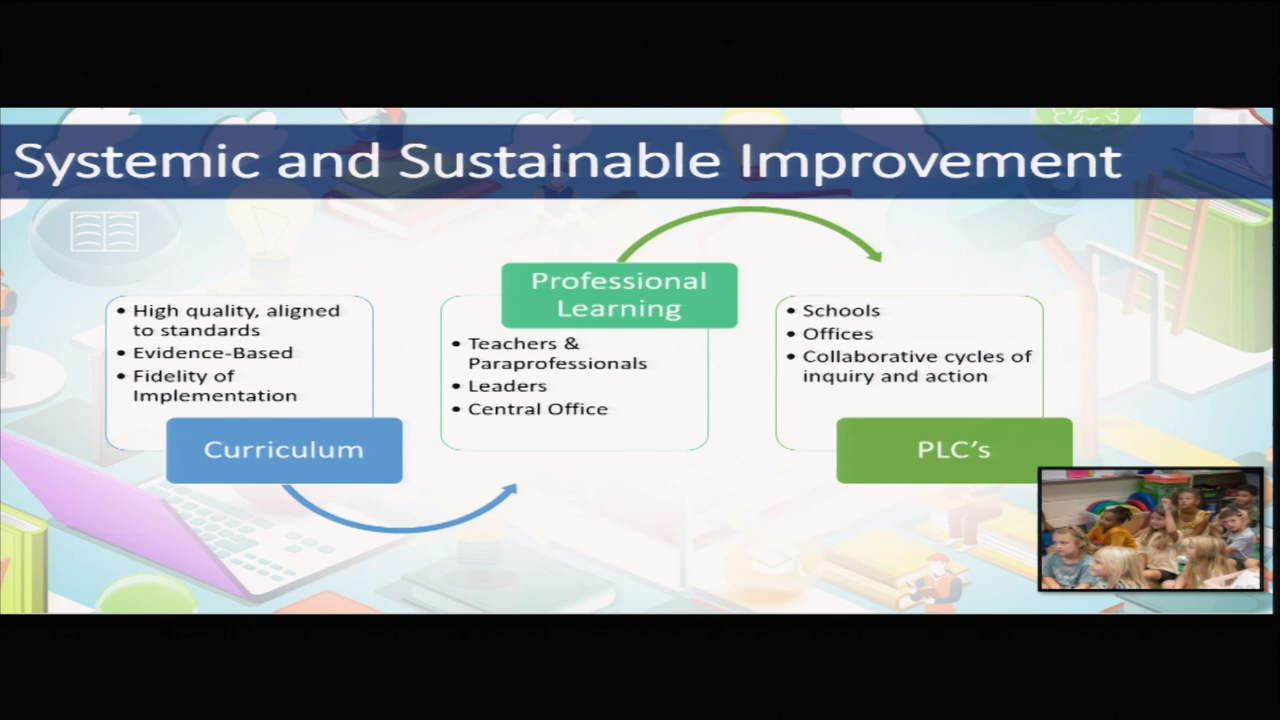 Systemic and Sustainable Improvement
• High quality, aligned
to standards
• Evidence-Based
• Fidelity of
Implementation
Curriculum
Professional
Learning
• Teachers &
Paraprofessionals
• Leaders
• Central Office
• Schools
• Offices
• Collaborative cycles of
inquiry and action
PLC’s